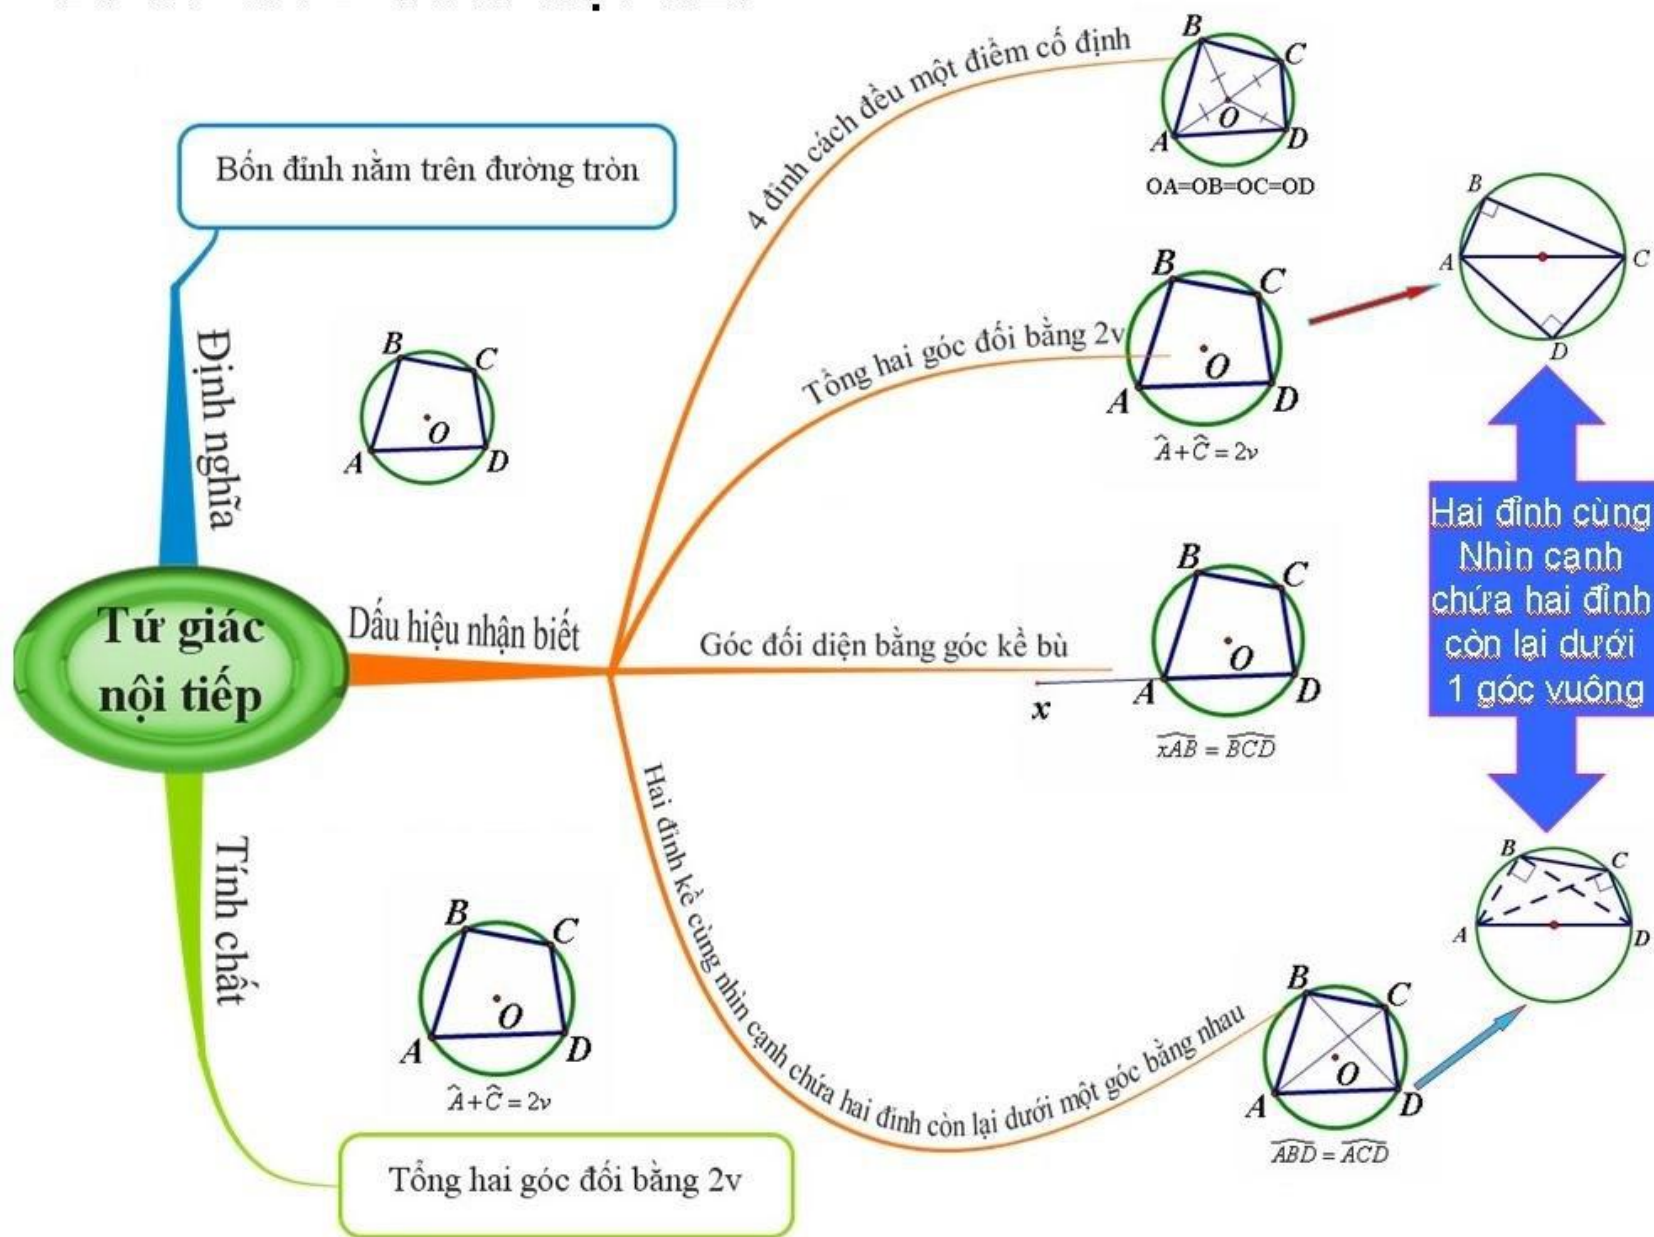 Bốn đỉnh nằm trên đường tròn
Định nghĩa
B
C
O
A
D
Tứ giác
nội tiếp
Dấu hiệu nhận biết
4 đỉnh cách đều một điểm cố định
B
C
O
A
D
OA=OB=OC=OD
Tổng hai góc đối bằng 2v
B
C
O
A
D
Â+Ĉ = 2v
B
A
C
D
Hai đỉnh cùng
Nhìn cạnh
chứa hai đỉnh
còn lại dưới
1 góc vuông
Góc đối diện bằng góc kề bù
B
C
O
A
D
x
xAB = BCD
Hai đỉnh kề cùng nhìn cạnh chứa hai đỉnh còn lại dưới một góc bằng nhau
B
C
O
A
D
ABD = ACD
B
C
A
D
Tính chất
B
C
O
A
D
Â+Ĉ = 2v
Tổng hai góc đối bằng 2v